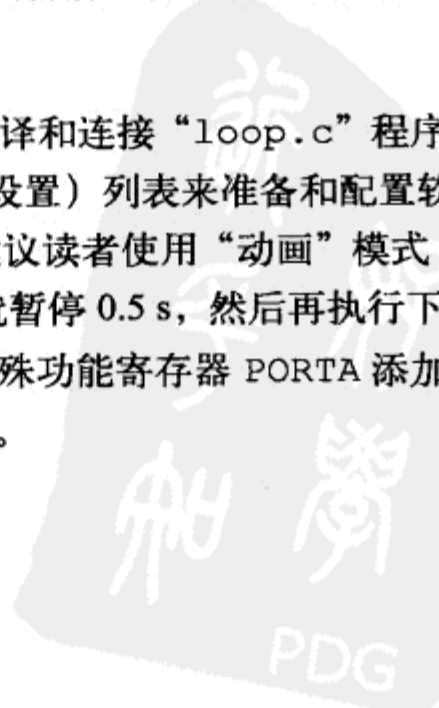 译和连接“loop.c”程序
设置）列表来准备和配置软
议读者使用“动画”模式
暂停 0.5 s，然后再执行下
殊功能寄存器 PORTA 添加
。
PDG